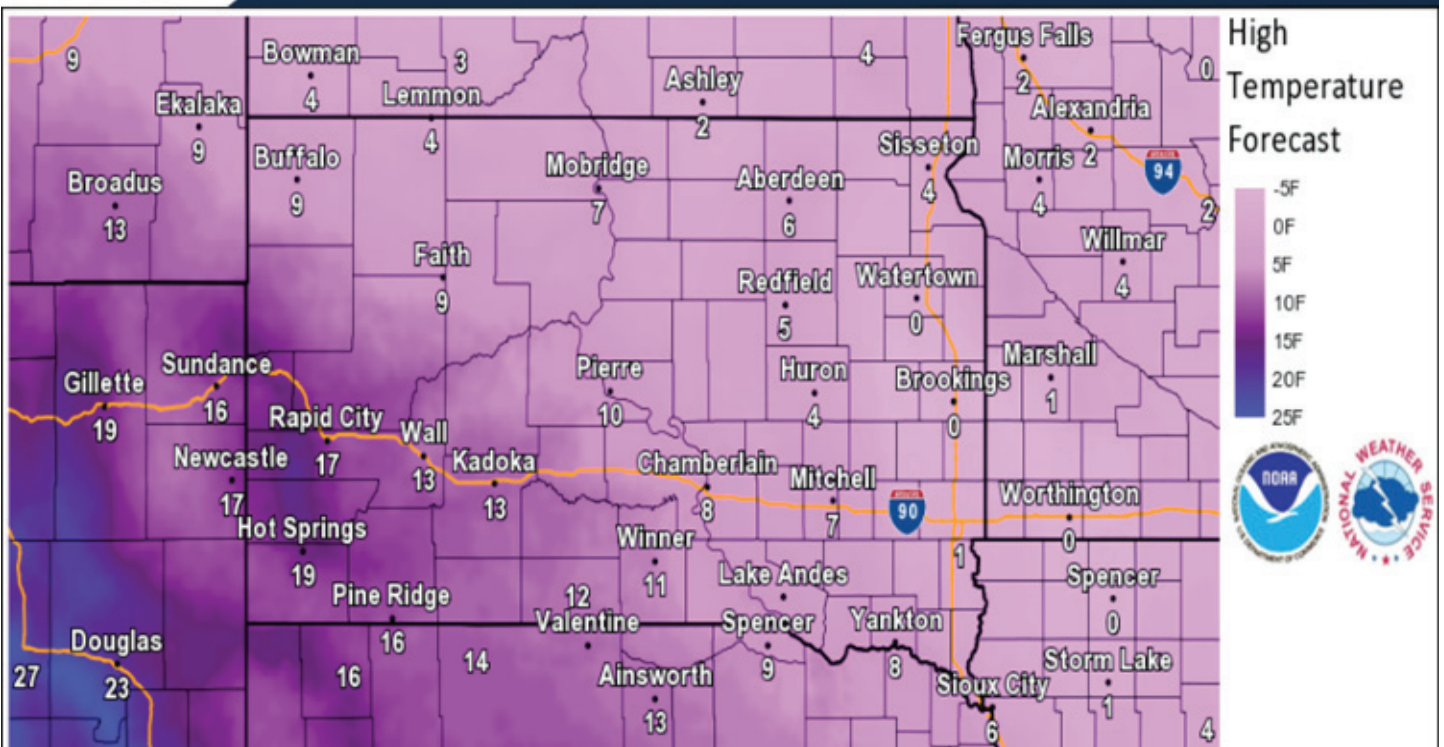 High
Temperature
Forecast
-5F
0F
5F
10F
15F
20F
25F
NOAA
NATIONAL WEATHER SERVICE
9
Bowman
4
3
Lemmon
4
Ashley
2
4
Fergus Falls
2
0
Ekalaka
9
Alexandria
2
94
2
Broadus
13
Buffalo
9
Mobridge
7
Aberdeen
6
Sisseton
4
Morris
4
Willmar
4
Faith
9
Redfield
5
Watertown
0
Gillette
19
Sundance
16
Pierre
10
Huron
4
Brookings
0
Marshall
1
Rapid City
17
Wall
13
Kadoka
13
Newcastle
17
Chamberlain
8
Mitchell
7
90
Worthington
0
Hot Springs
19
Winner
11
1
Pine Ridge
16
12
Valentine
Lake Andes
Spencer
9
Yankton
8
Spencer
0
Douglas
23
27
16
14
Ainsworth
13
Sioux City
6
Storm Lake
1
4